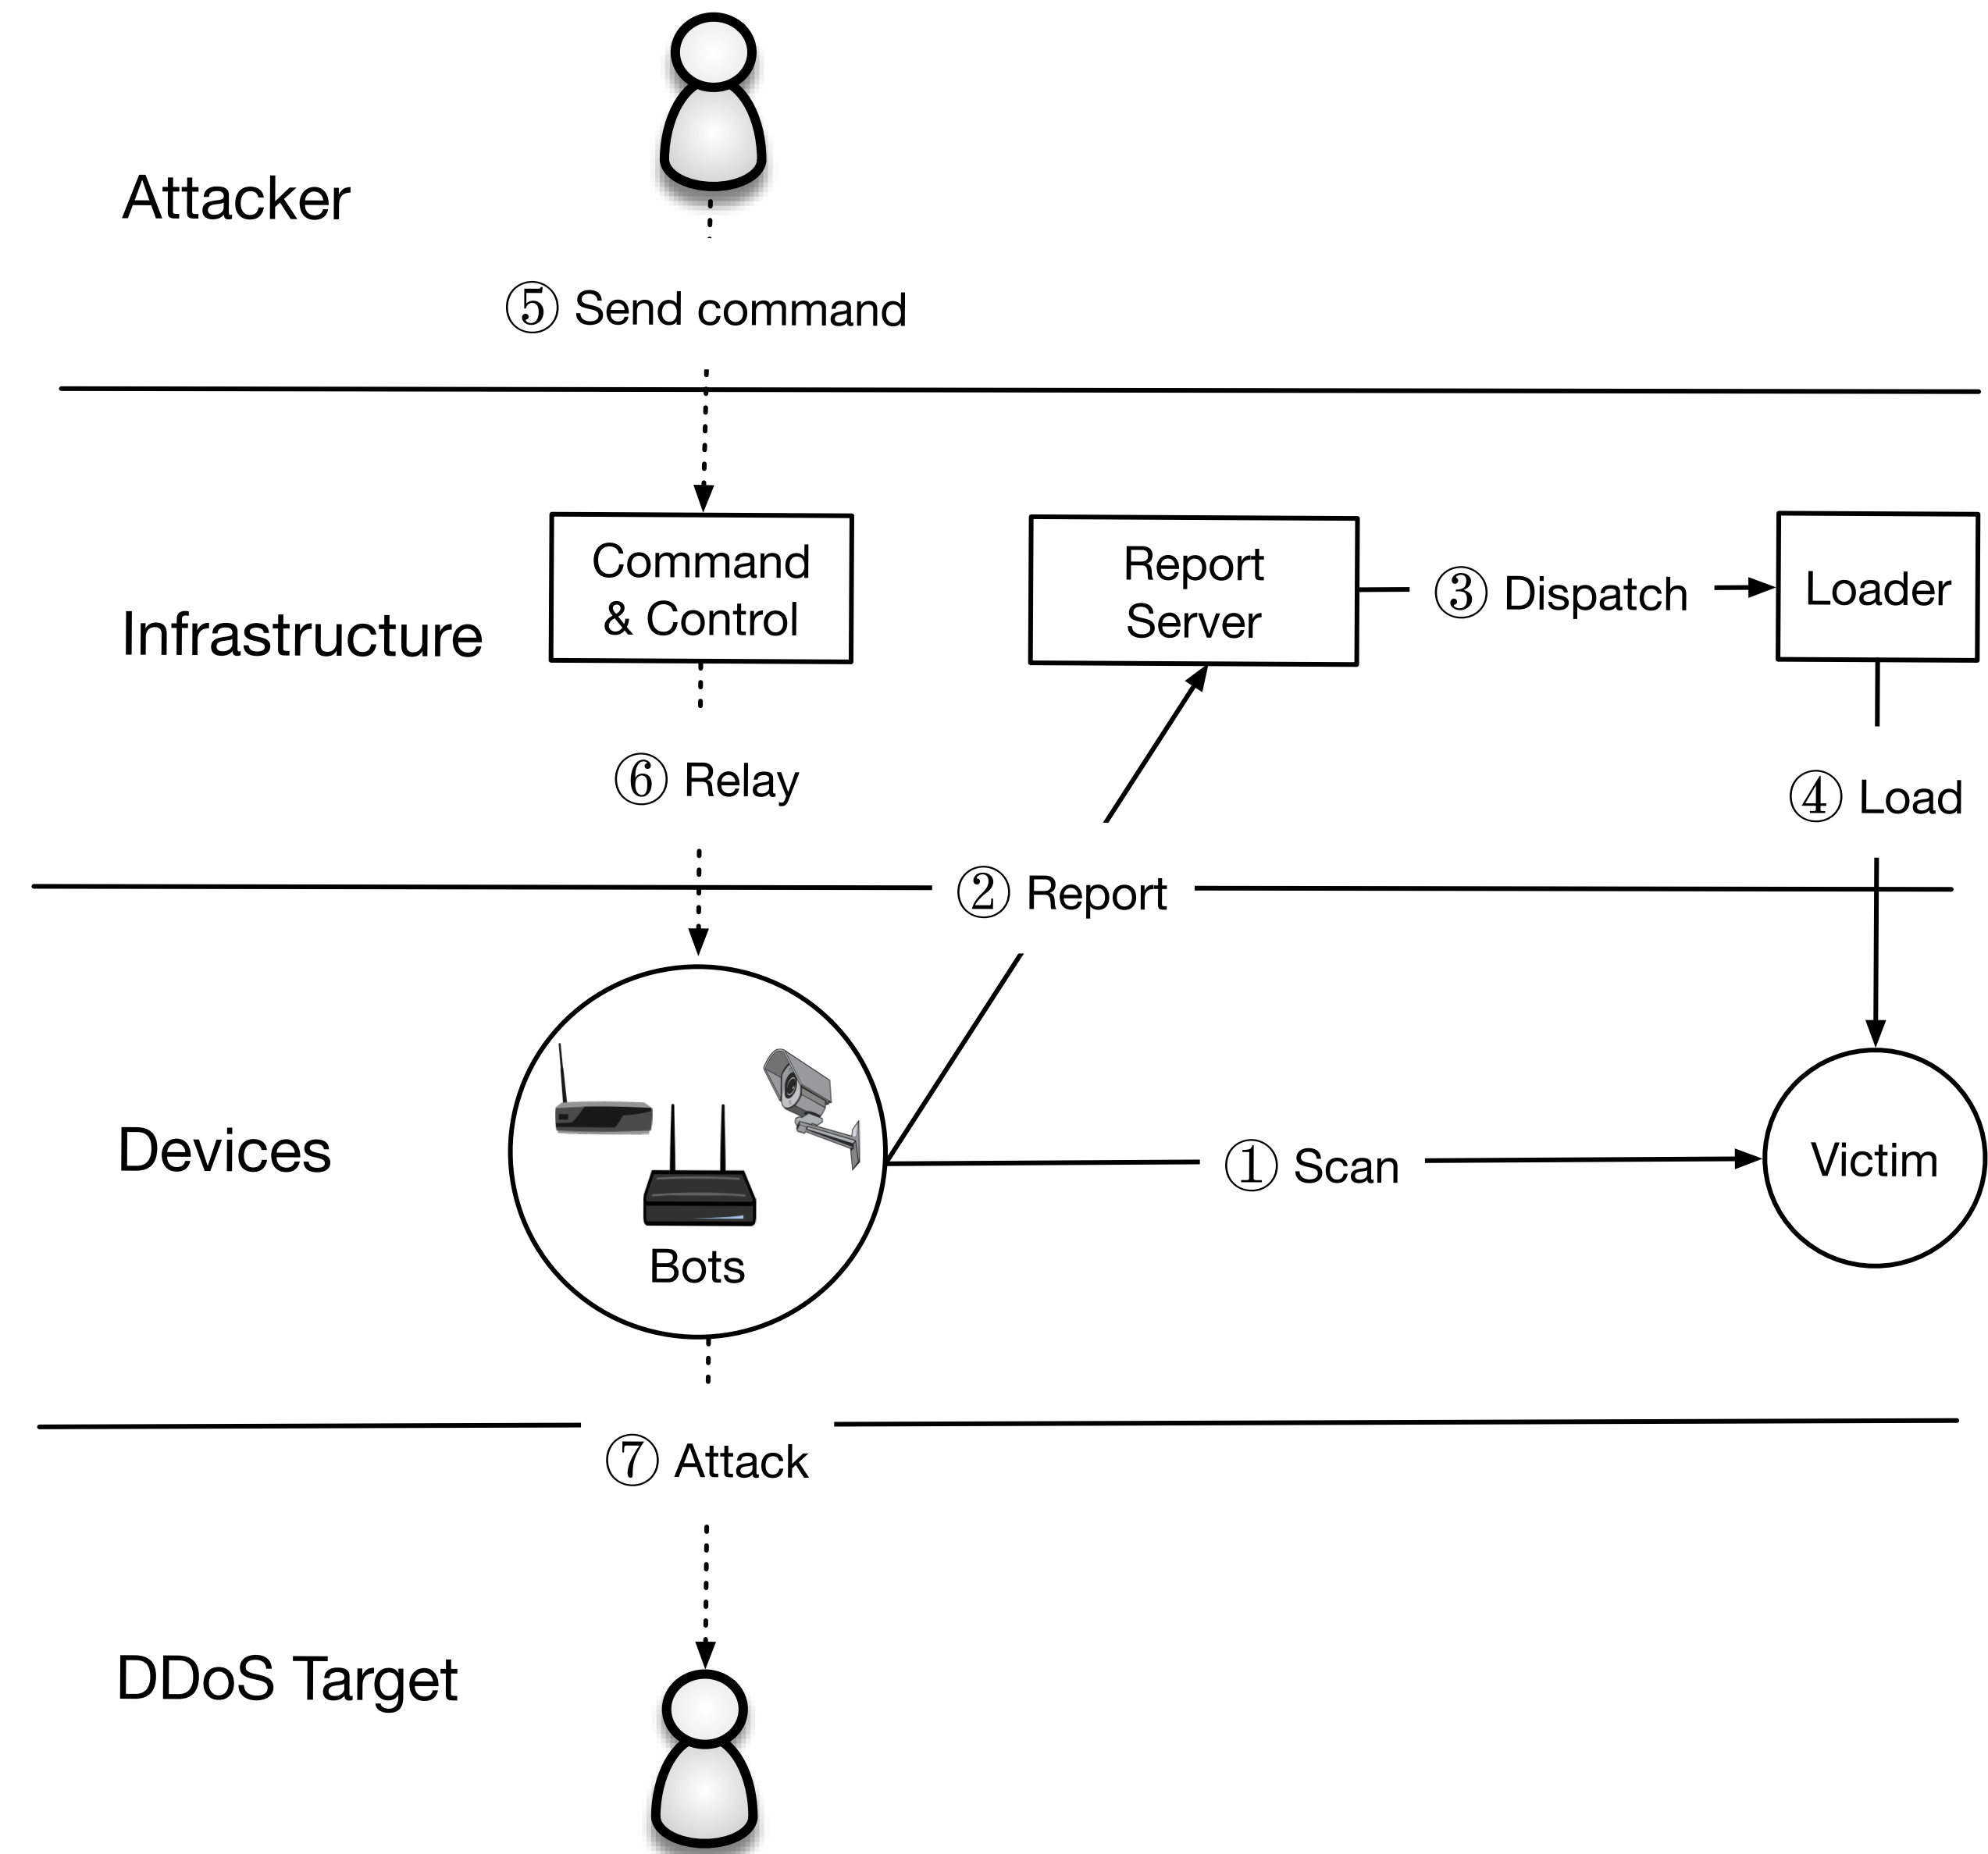 Attacker
⑤ Send command
Infrastructure
Command
& Control
Report
Server
③ Dispatch
Loader
⑥ Relay
④ Load
② Report
Devices
Bots
① Scan
Victim
⑦ Attack
DDoS Target